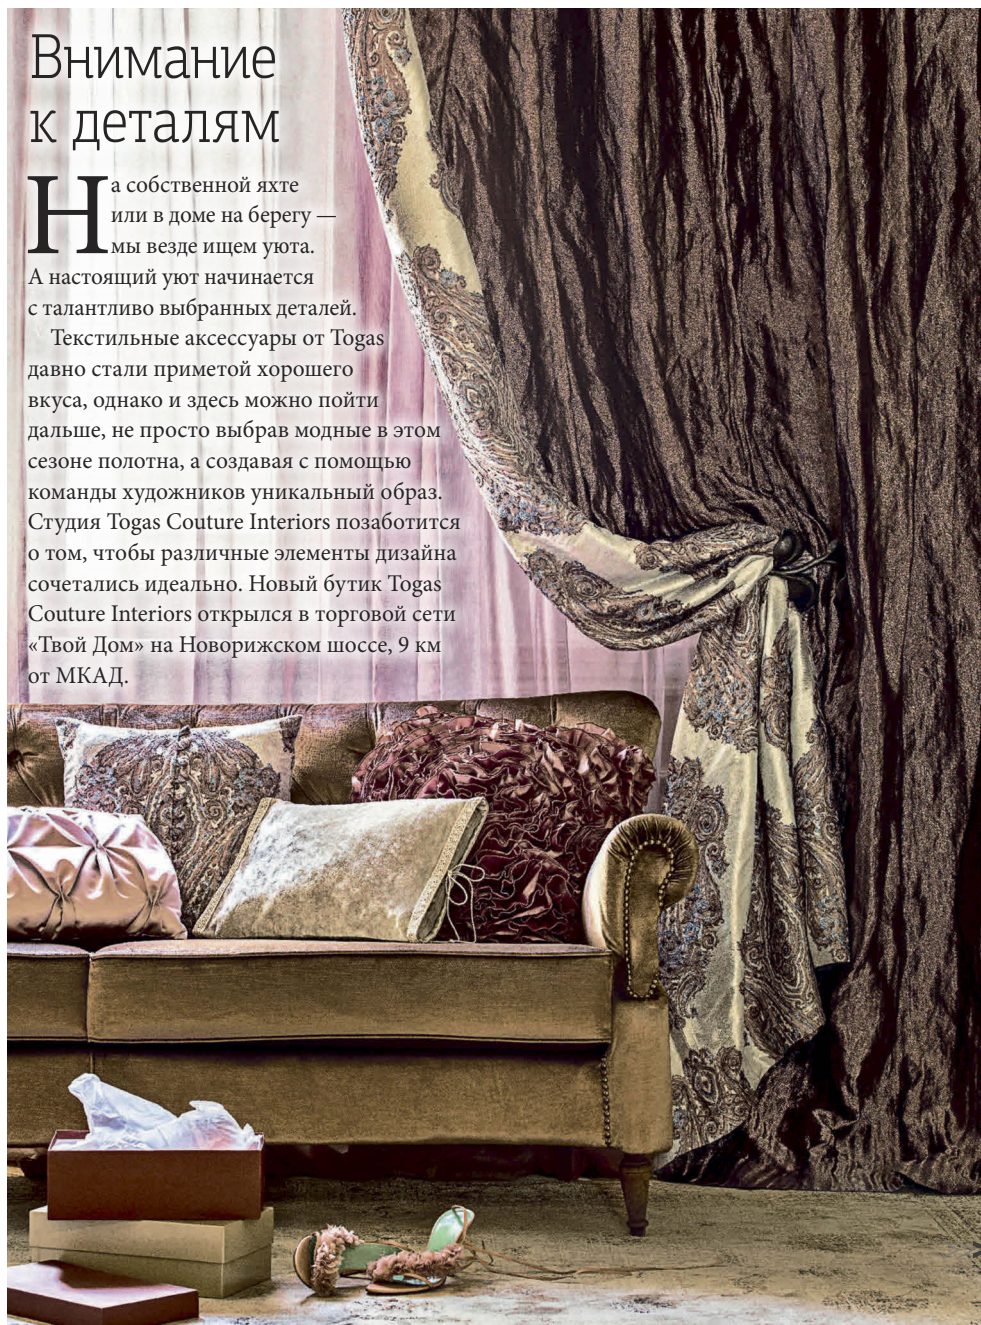 Внимание
к деталям
На собственной яхте
или в доме на берегу —
мы везде ищем уюта.
А настоящий уют начинается
с талантливо выбранных деталей.
Текстильные аксессуары от Togas
давно стали приметой хорошего
вкуса, однако и здесь можно пойти
дальше, не просто выбрав модные в этом
сезоне полотна, а создавая с помощью
команды художников уникальный образ.
Студия Togas Couture Interiors позаботится
о том, чтобы различные элементы дизайна
сочетались идеально. Новый бутик Togas
Couture Interiors открылся в торговой сети
«Твой Дом» на Новорижском шоссе, 9 км
от МКАД.